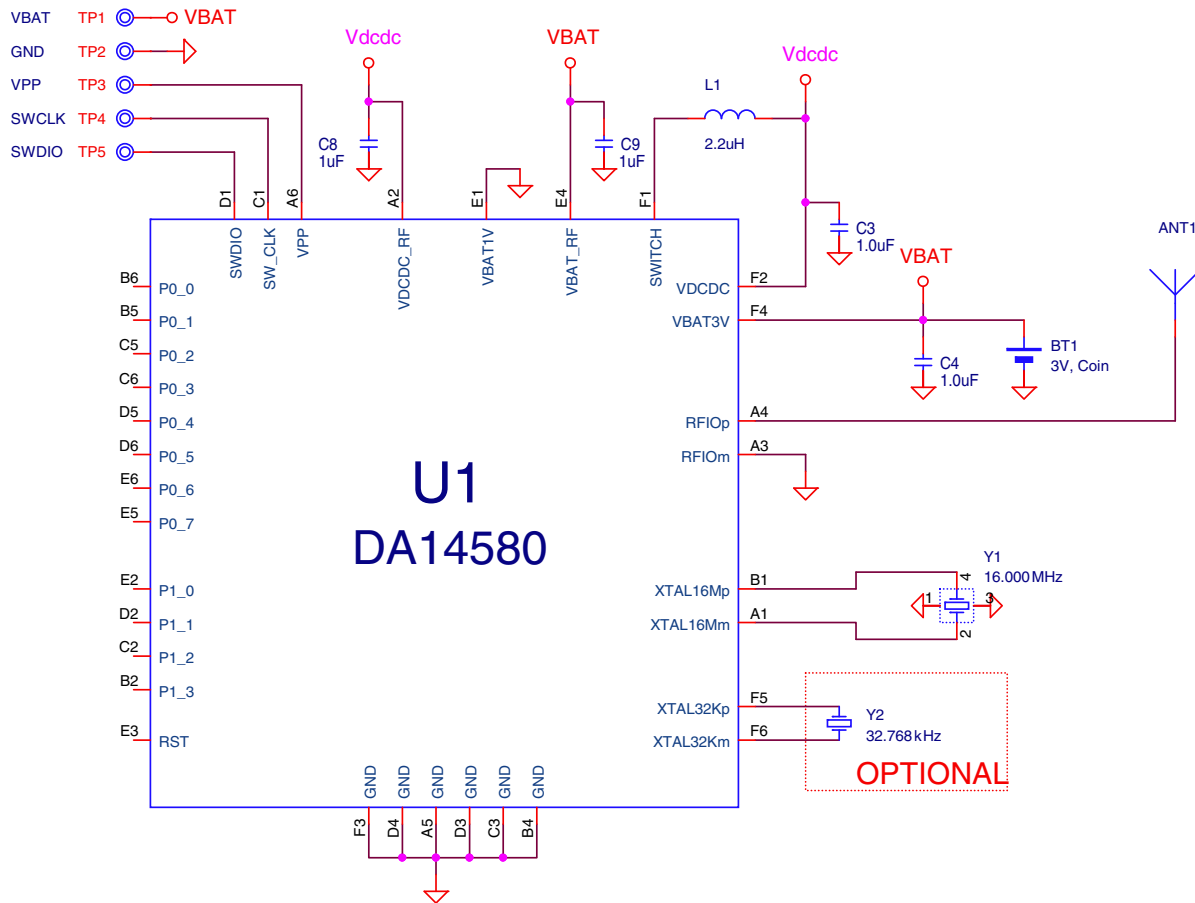 VBAT TP1 VBAT
GND TP2
VPP TP3
SWCLK TP4
SWDIO TP5
Vdcdc
VBAT
Vdcdc
L1
2.2uH
C8
1uF
C9
1uF
C3
1.0uF
VBAT
ANT1
D1
C1
A6
A2
E1
E4
F1
SWDIO
SW_CLK
VPP
VDCDC_RF
VBAT1V
VBAT_RF
SWITCH
B6 P0_0
B5 P0_1
C5 P0_2
C6 P0_3
D5 P0_4
D6 P0_5
E6 P0_6
E5 P0_7
E2 P1_0
D2 P1_1
C2 P1_2
B2 P1_3
E3 RST
U1
DA14580
VDCDC F2
VBAT3V F4
C4
1.0uF
BT1
3V, Coin
RFIOp A4
RFIOm A3
XTAL16Mp B1
XTAL16Mm A1
Y1
16.000MHz
4
1
3
2
XTAL32Kp F5
XTAL32Km F6
Y2
32.768kHz
OPTIONAL
GND
GND
GND
GND
GND
GND
F3
D4
A5
D3
C3
B4